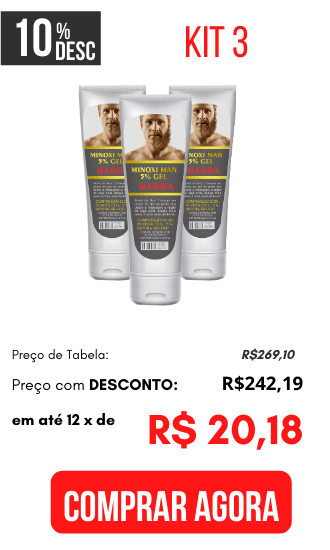 10%
DESC
KIT 3
MINOXI MAN
5% GEL
BARBA
Preço de Tabela:
R$269,10
Preço com DESCONTO:
R$242,19
em até 12 x de
R$ 20,18
COMPRAR AGORA